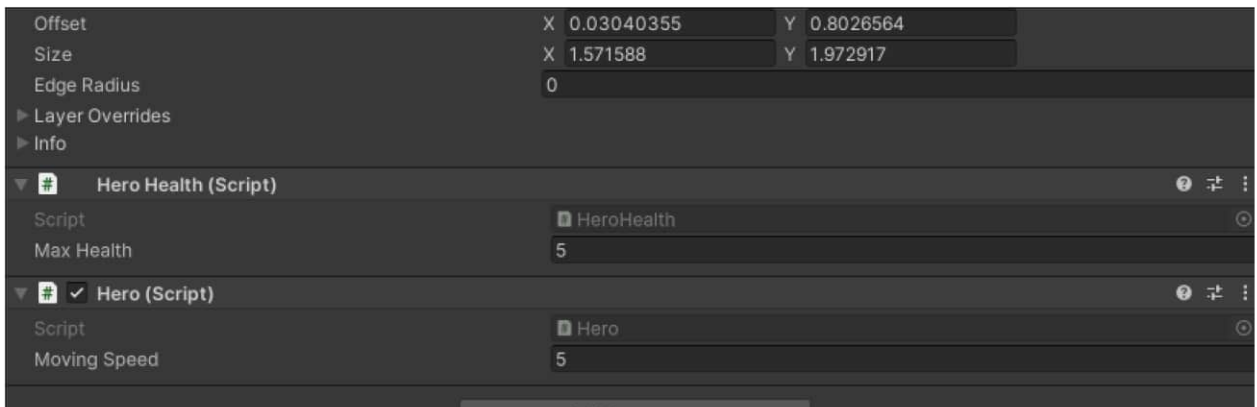 Offset X 0.03040355 Y 0.8026564
Size X 1.571588 Y 1.972917
Edge Radius 0
Layer Overrides
Info
# Hero Health (Script)
Script HeroHealth
Max Health 5
# Hero (Script)
Script Hero
Moving Speed 5